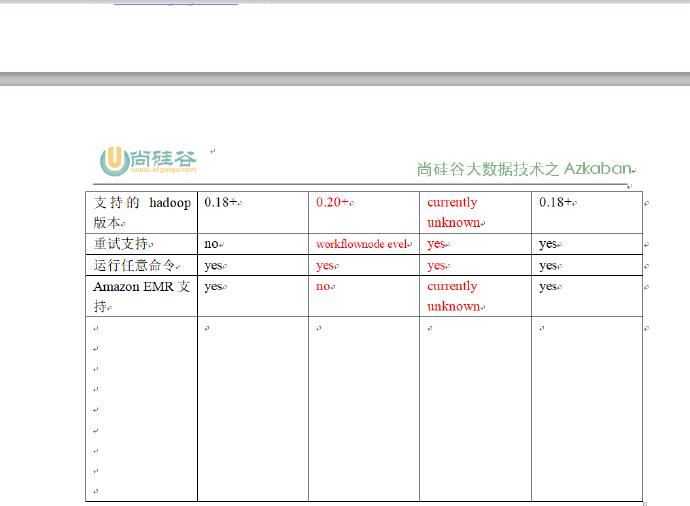 尚硅谷
www.atguigu.com
尚硅谷大数据技术之 Azkaban
支持的 hadoop 0.18+ 0.20+ currently 0.18+
版本 unknown
重试支持 no workflownode evel yes yes
运行任意命令 yes yes yes yes
Amazon EMR 支 yes no currently yes
持 unknown